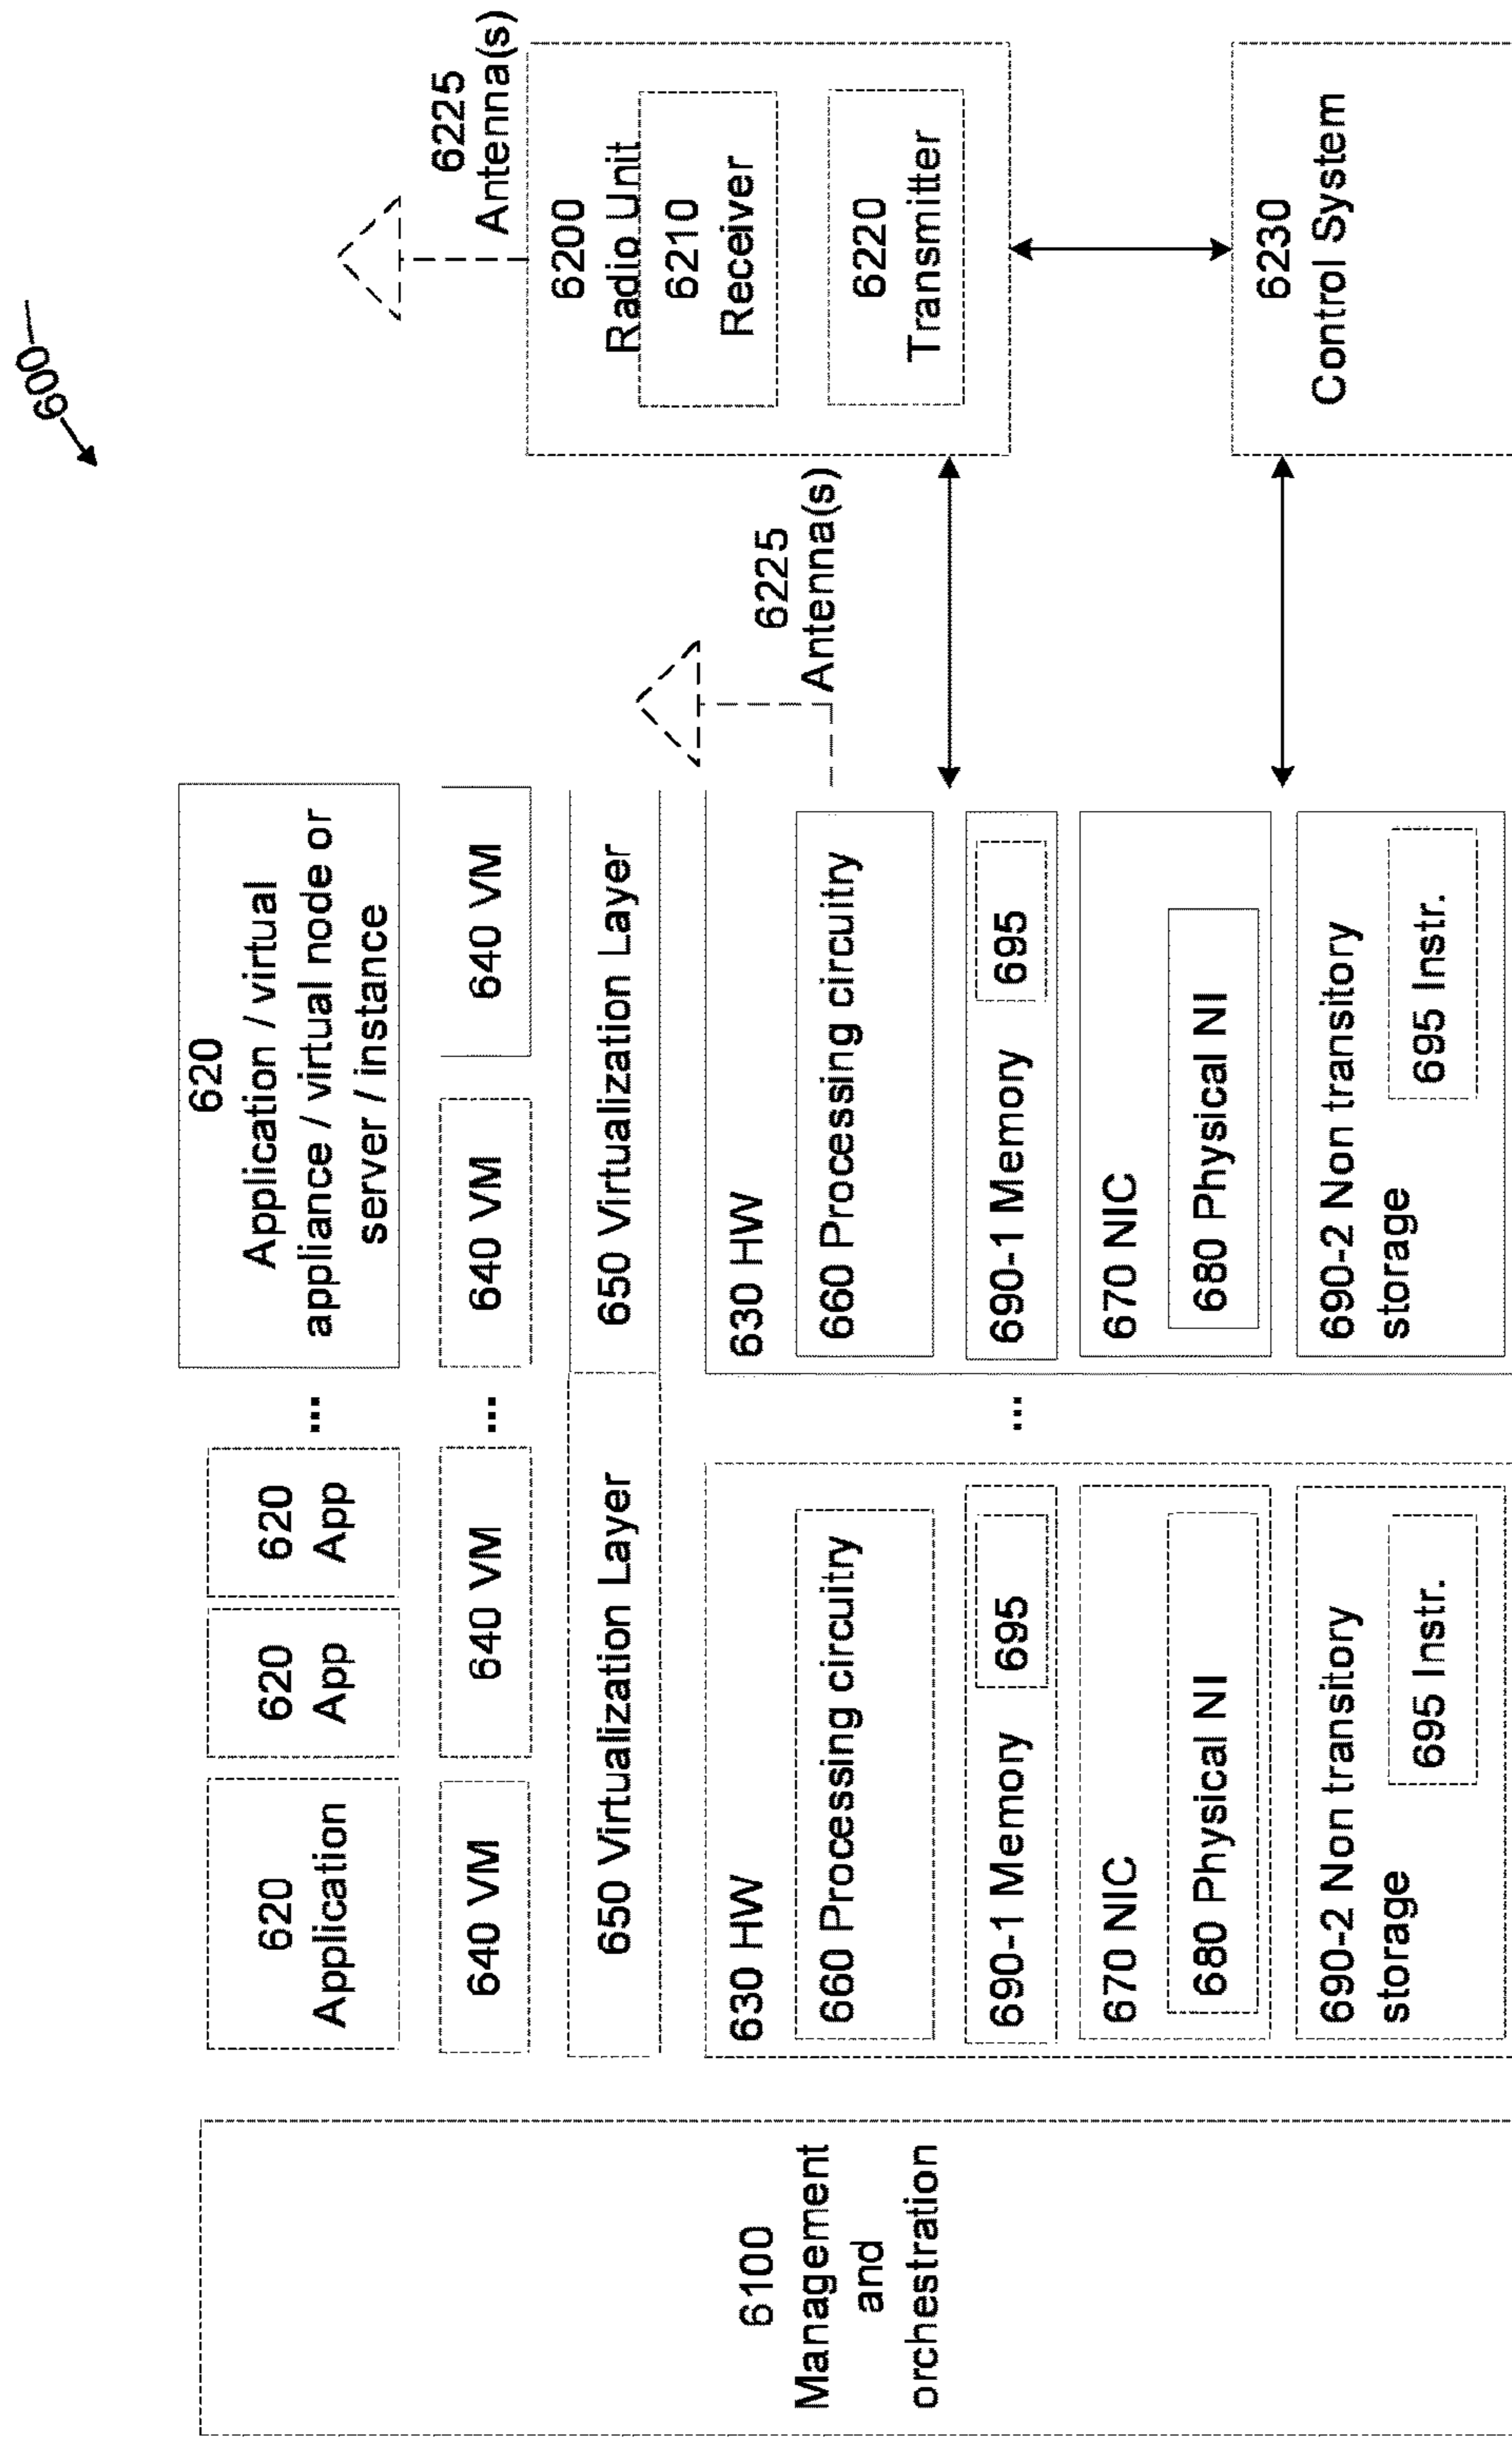 600
6100
Management
and
orchestration
620
Application
620
App
620
App
...
620
Application / virtual
appliance / virtual node or
server / instance
640 VM
640 VM
...
640 VM
640 VM
650 Virtualization Layer
650 Virtualization Layer
630 HW
660 Processing circuitry
690-1 Memory
695
670 NIC
680 Physical NI
690-2 Non transitory
storage
695 Instr.
...
630 HW
660 Processing circuitry
690-1 Memory
695
670 NIC
680 Physical NI
690-2 Non transitory
storage
695 Instr.
6225
Antenna(s)
6225
Antenna(s)
6200
Radio Unit
6210
Receiver
6220
Transmitter
6230
Control System